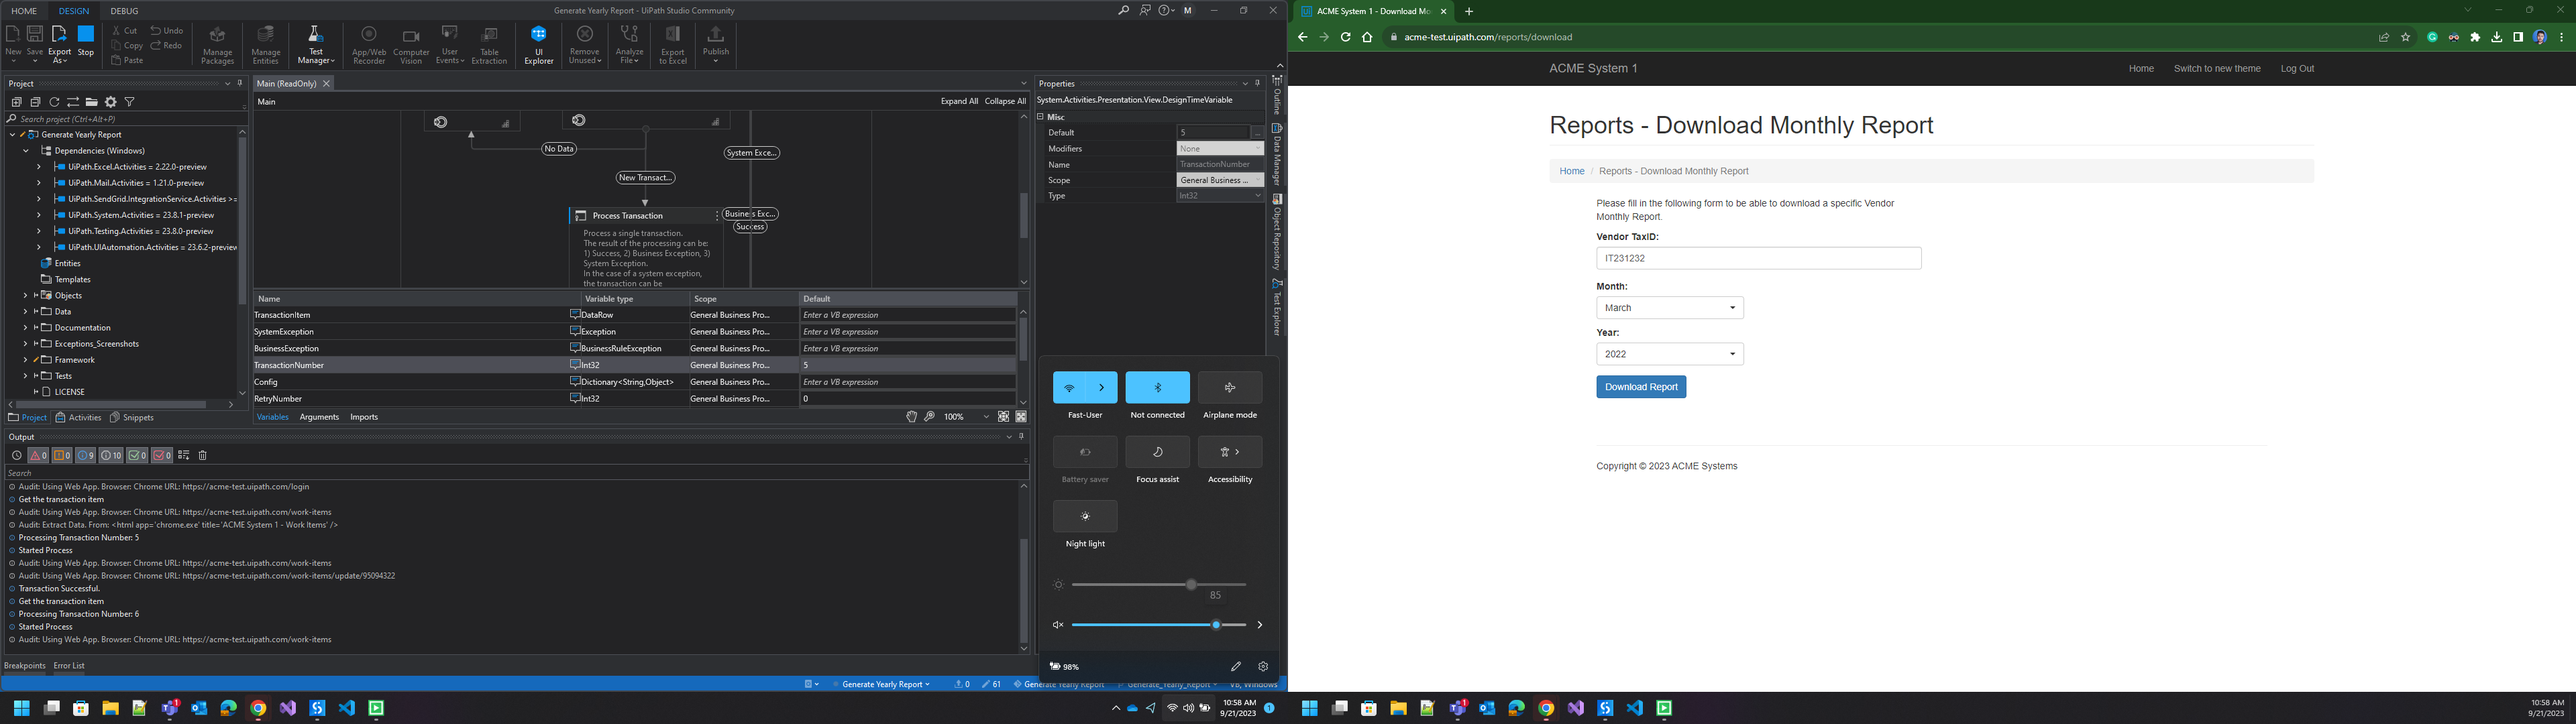 HOME DESIGN DEBUG
Generate Yearly Report - UiPath Studio Community
M
New
Save
Export As
Stop
Cut
Copy
Paste
Undo
Redo
Manage Packages
Manage Entities
Test Manager
App/Web Recorder
Computer Vision
User Events
Table Extraction
UI Explorer
Remove Unused
Analyze File
Export to Excel
Publish
Project
Search project (Ctrl+Alt+P)
Generate Yearly Report
Dependencies (Windows)
UiPath.Excel.Activities = 2.22.0-preview
UiPath.Mail.Activities = 1.21.0-preview
UiPath.SendGrid.IntegrationService.Activities >=
UiPath.System.Activities = 23.8.1-preview
UiPath.Testing.Activities = 23.8.0-preview
UiPath.UIAutomation.Activities = 23.6.2-preview
Entities
Templates
Objects
Data
Documentation
Exceptions_Screenshots
Framework
Tests
LICENSE
Project Activities Snippets
Main (ReadOnly)
Main
Expand All Collapse All
No Data
System Exce...
New Transact...
Business Exc...
Success
Process Transaction
Process a single transaction.
The result of the processing can be:
1) Success, 2) Business Exception, 3)
System Exception.
In the case of a system exception,
the transaction can be
Name Variable type Scope Default
TransactionItem DataRow General Business Pro... Enter a VB expression
SystemException Exception General Business Pro... Enter a VB expression
BusinessException BusinessRuleException General Business Pro... Enter a VB expression
TransactionNumber Int32 General Business Pro... 5
Config Dictionary<String,Object> General Business Pro... Enter a VB expression
RetryNumber Int32 General Business Pro... 0
Variables Arguments Imports
100%
Properties
System.Activities.Presentation.View.DesignTimeVariable
Misc
Default 5 ...
Modifiers None
Name TransactionNumber
Scope General Business ...
Type Int32
Outline
Data Manager
Object Repository
Test Explorer
Output
0 0 9 10 0 0
Search
Audit: Using Web App. Browser: Chrome URL: https://acme-test.uipath.com/login
Get the transaction item
Audit: Using Web App. Browser: Chrome URL: https://acme-test.uipath.com/work-items
Audit: Extract Data. From: <html app='chrome.exe' title='ACME System 1 - Work Items' />
Processing Transaction Number: 5
Started Process
Audit: Using Web App. Browser: Chrome URL: https://acme-test.uipath.com/work-items
Audit: Using Web App. Browser: Chrome URL: https://acme-test.uipath.com/work-items/update/95094322
Transaction Successful.
Get the transaction item
Processing Transaction Number: 6
Started Process
Audit: Using Web App. Browser: Chrome URL: https://acme-test.uipath.com/work-items
Breakpoints Error List
Generate Yearly Report 0 61 Generate Yearly Report Generate_Yearly_Report VB, Windows
Fast-User
Not connected
Airplane mode
Battery saver
Focus assist
Accessibility
Night light
85
98%
10:58 AM
9/21/2023
1
ACME System 1 - Download Mo
acme-test.uipath.com/reports/download
ACME System 1
Home Switch to new theme Log Out
Reports - Download Monthly Report
Home / Reports - Download Monthly Report
Please fill in the following form to be able to download a specific Vendor
Monthly Report.
Vendor TaxID:
IT231232
Month:
March
Year:
2022
Download Report
Copyright © 2023 ACME Systems
10:58 AM
9/21/2023